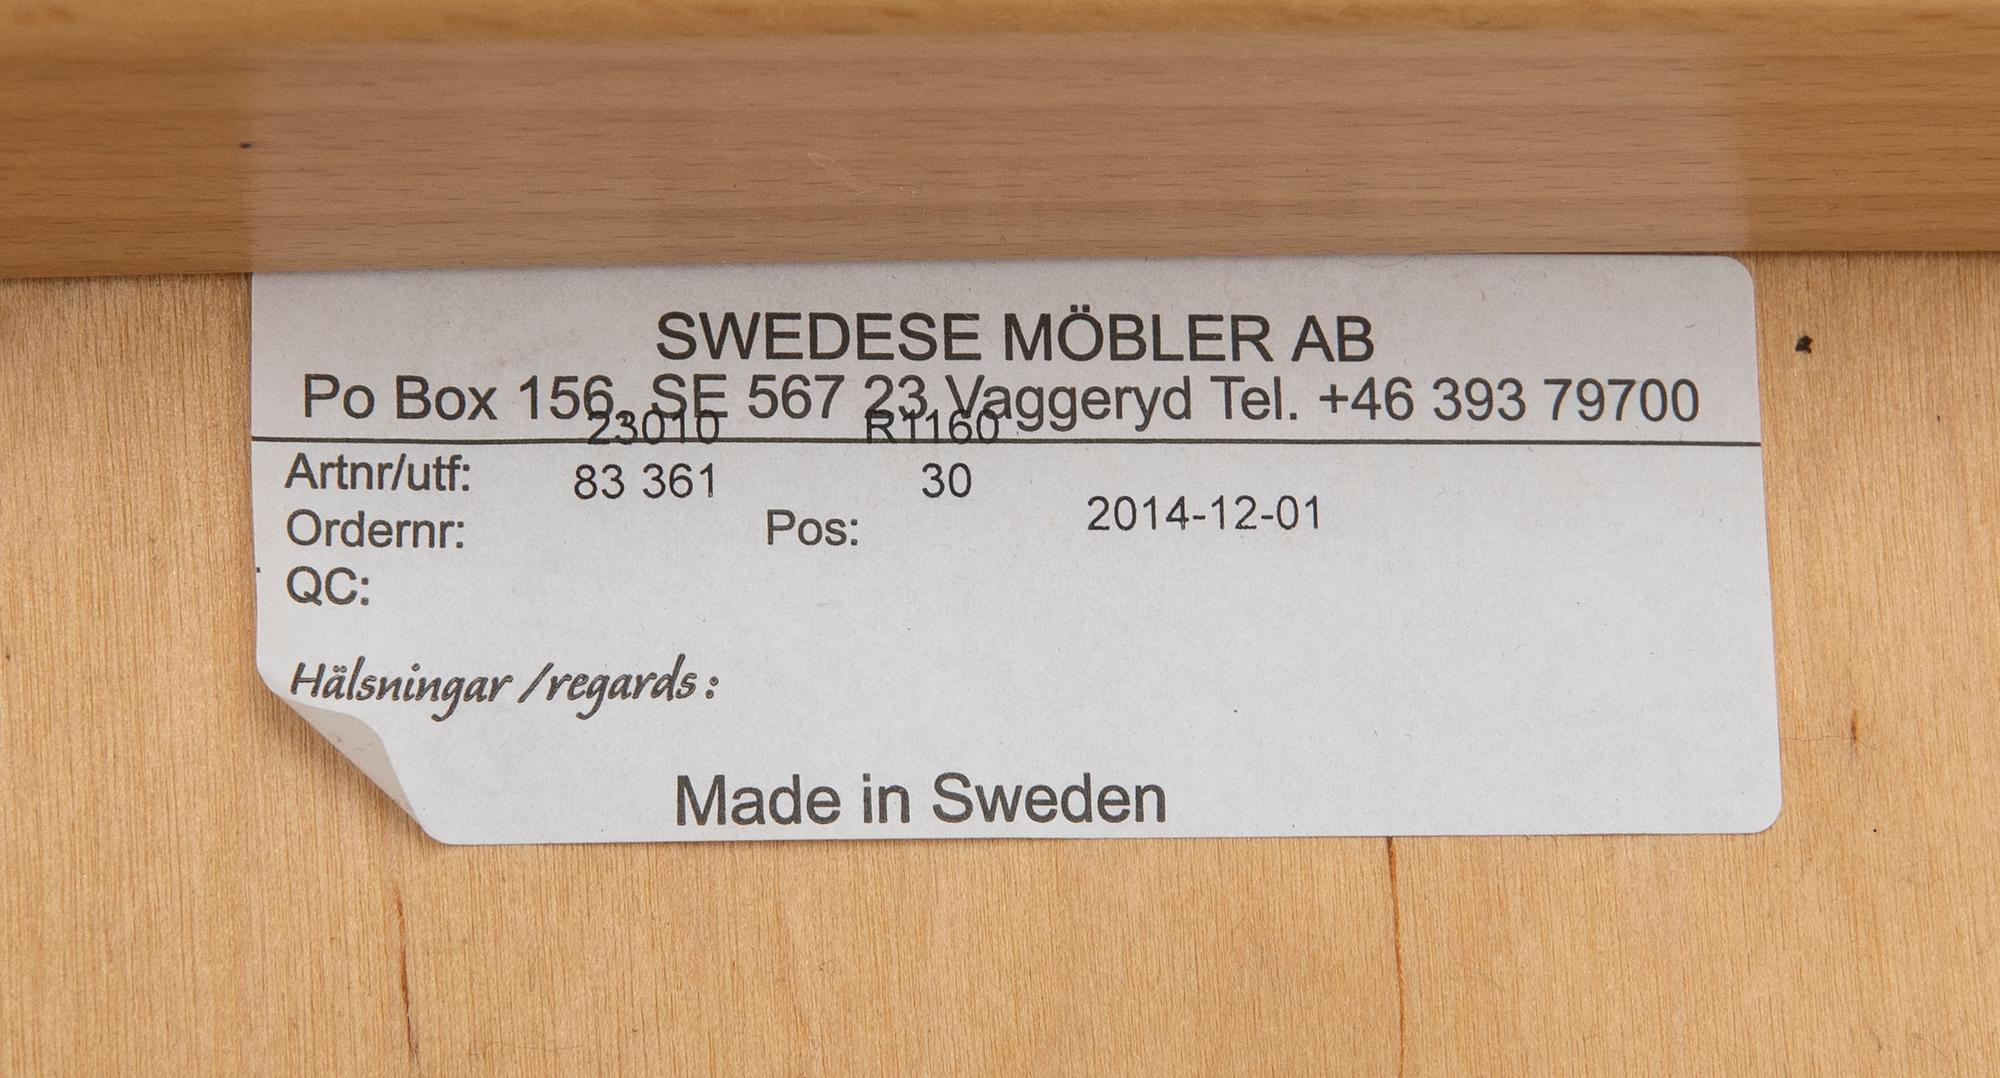 SWEDESE MÖBLER AB
Po Box 156, SE 567 23 Vaggeryd Tel. +46 393 79700
23010 R1160
Artnr/utf: 83 361 30
2014-12-01
Ordernr: Pos:
QC:
Hälsningar /regards:
Made in Sweden